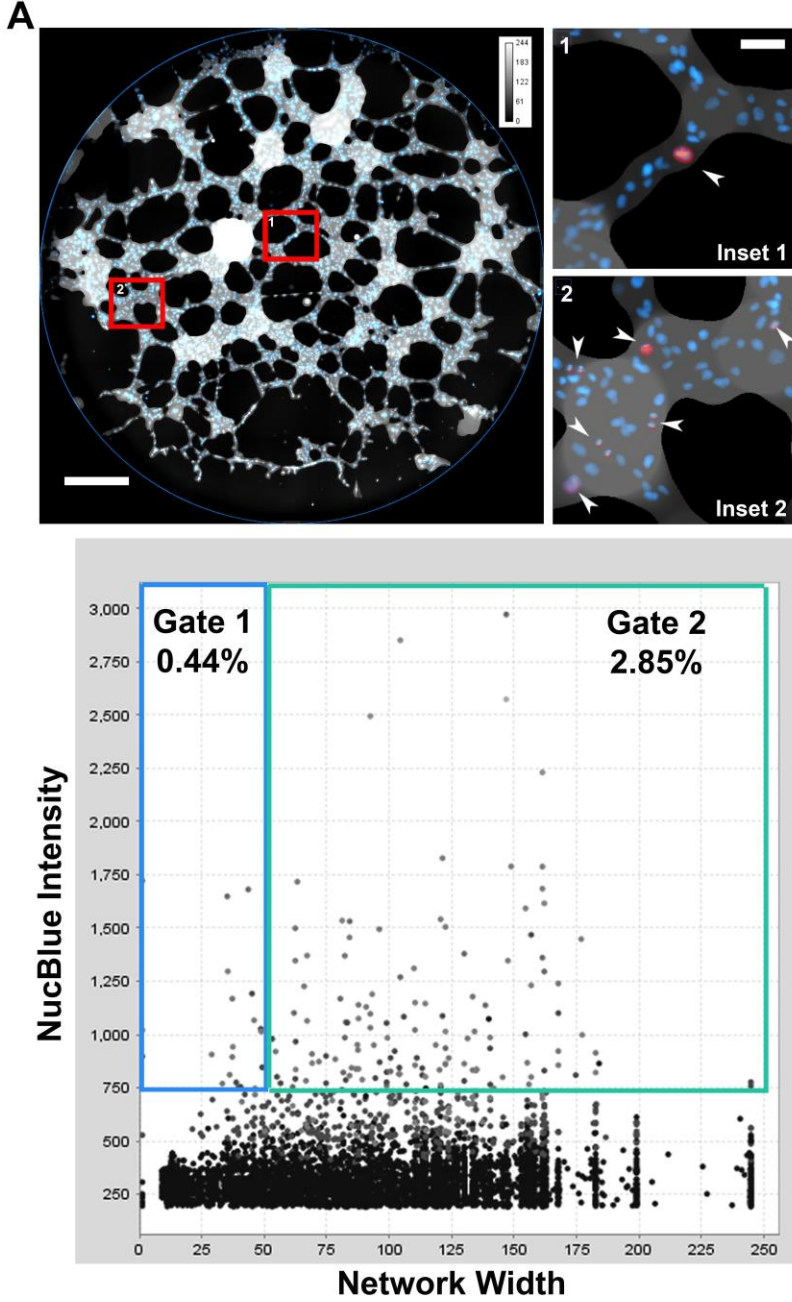 A
244
183
122
61
0
1
2
1
Inset 1
2
Inset 2
Gate 1
0.44%
Gate 2
2.85%
NucBlue Intensity
3,000
2,750
2,500
2,250
2,000
1,750
1,500
1,250
1,000
750
500
250
0 25 50 75 100 125 150 175 200 225 250
Network Width